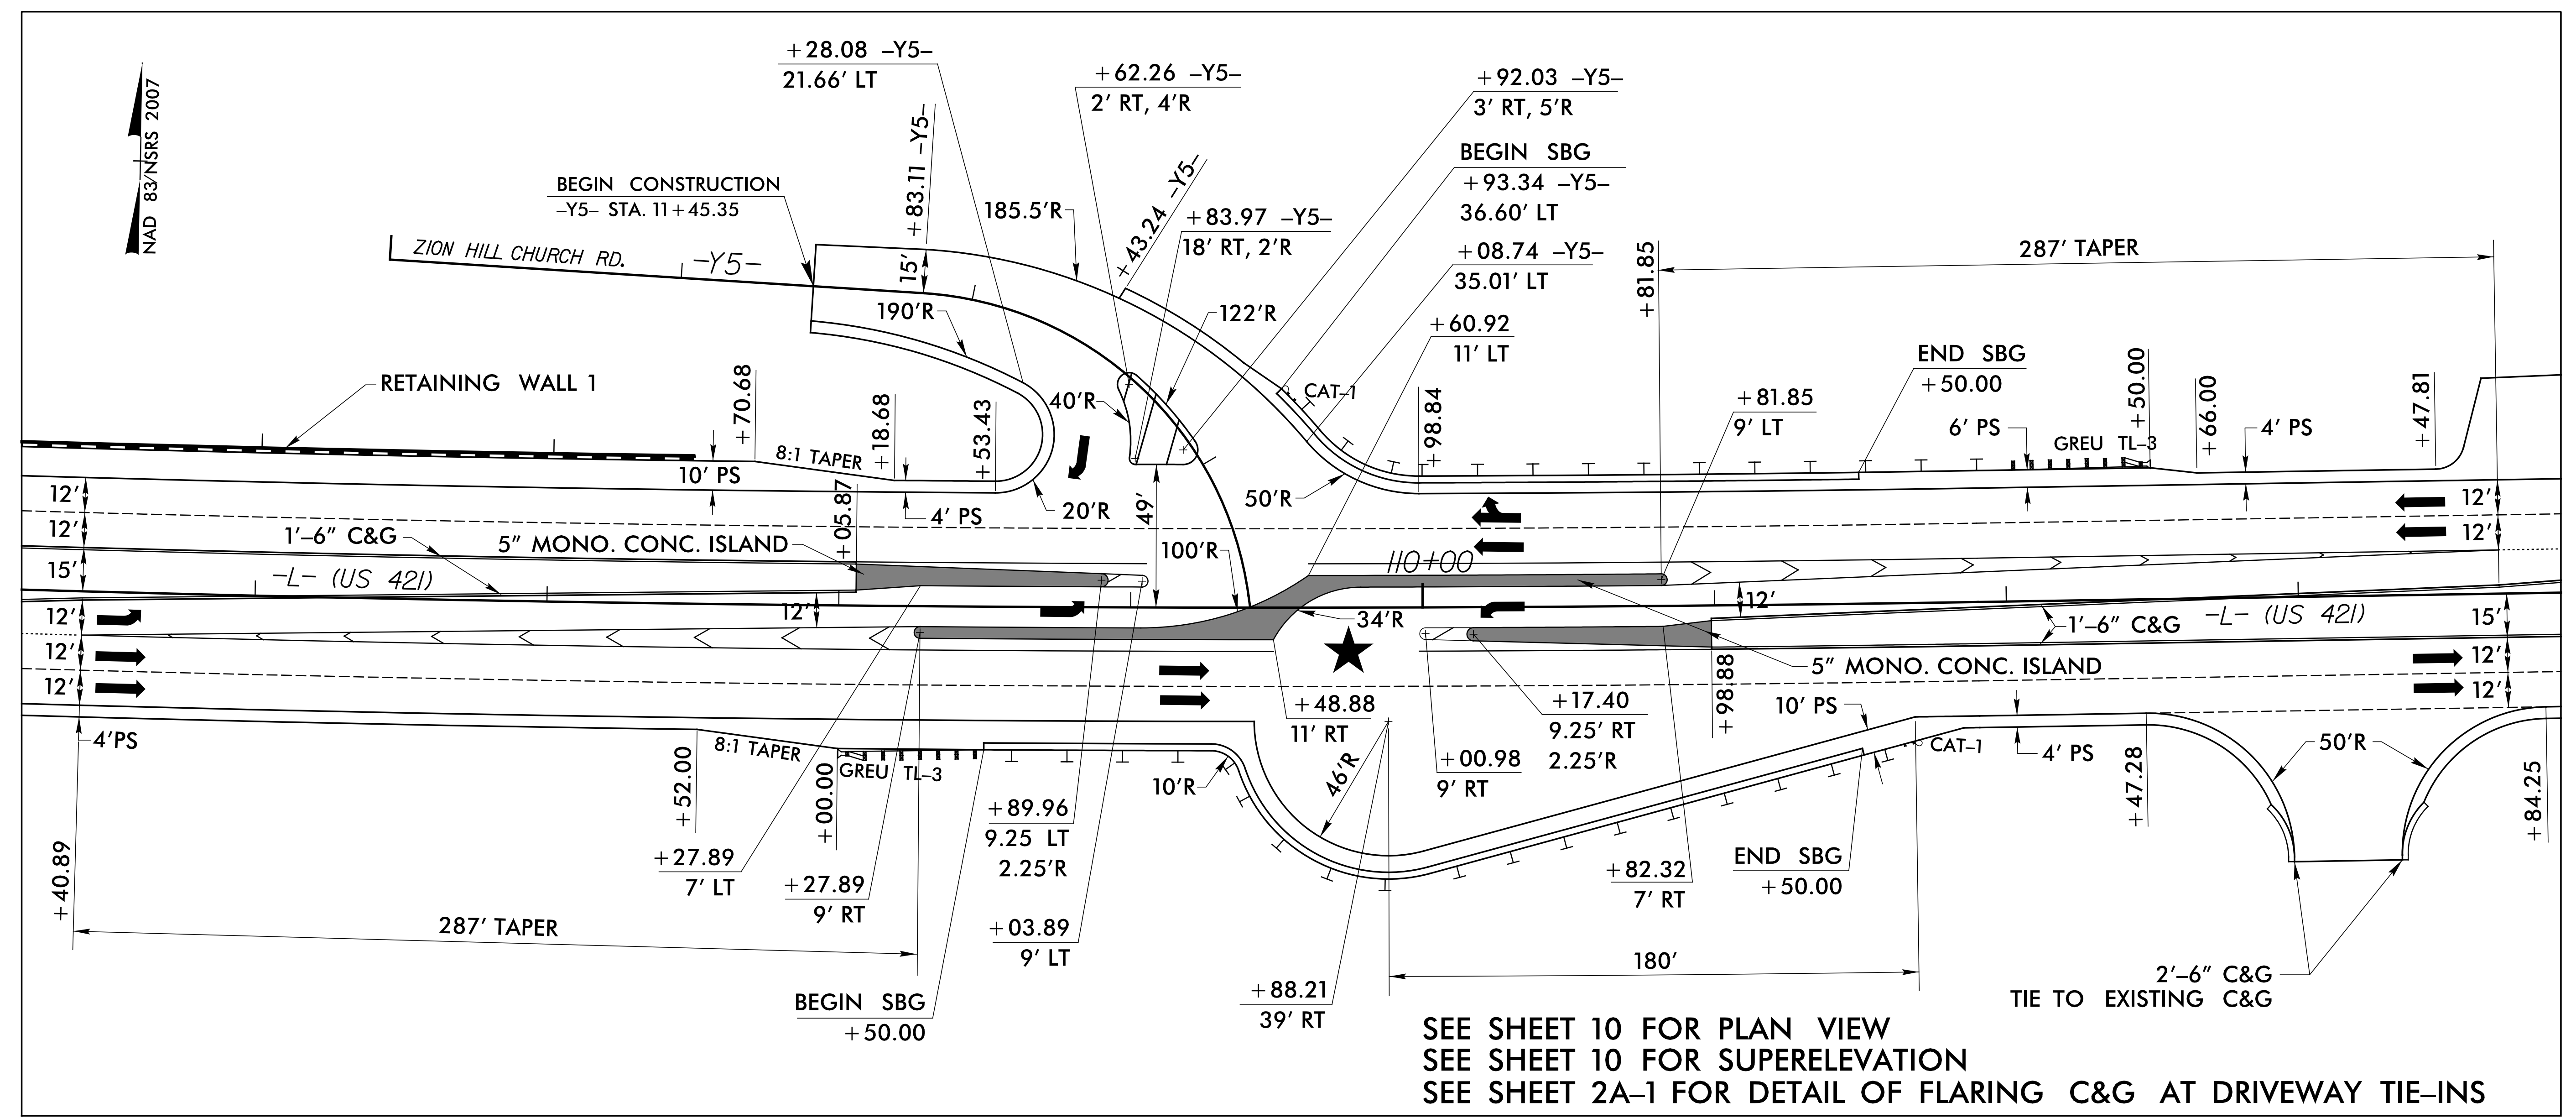 +28.08 –Y5–
21.66' LT
+62.26 –Y5–
2' RT, 4'R
+92.03 –Y5–
3' RT, 5'R
NAD 83/NSRS 2007
BEGIN CONSTRUCTION
–Y5– STA. 11+45.35
+83.11 –Y5–
15'
185.5'R
+43.24 –Y5–
+83.97 –Y5–
18' RT, 2'R
BEGIN SBG
+93.34 –Y5–
36.60' LT
+08.74 –Y5–
35.01' LT
+81.85
287' TAPER
ZION HILL CHURCH RD.
–Y5–
190'R
122'R
+60.92
11' LT
RETAINING WALL 1
+70.68
8:1 TAPER
+18.68
+53.43
40'R
CAT–1
+98.84
+81.85
9' LT
END SBG
+50.00
6' PS
GREU TL–3
+50.00
+66.00
4' PS
+47.81
10' PS
+05.87
4' PS
20'R
49'
50'R
12'
12'
15'
12'
12'
12'
1'–6" C&G
5" MONO. CONC. ISLAND
–L– (US 421)
12'
100'R
110+00
34'R
12'
12'
12'
1'–6" C&G
–L– (US 421)
15'
12'
12'
5" MONO. CONC. ISLAND
+98.88
4'PS
8:1 TAPER
+52.00
+00.00
GREU TL–3
10'R
46'R
+48.88
11' RT
+00.98
9' RT
+17.40
9.25' RT
2.25'R
10' PS
CAT–1
4' PS
+47.28
50'R
+84.25
+40.89
+27.89
7' LT
+27.89
9' RT
+89.96
9.25 LT
2.25'R
+03.89
9' LT
+82.32
7' RT
END SBG
+50.00
287' TAPER
BEGIN SBG
+50.00
+88.21
39' RT
180'
2'–6" C&G
TIE TO EXISTING C&G
SEE SHEET 10 FOR PLAN VIEW
SEE SHEET 10 FOR SUPERELEVATION
SEE SHEET 2A–1 FOR DETAIL OF FLARING C&G AT DRIVEWAY TIE–INS